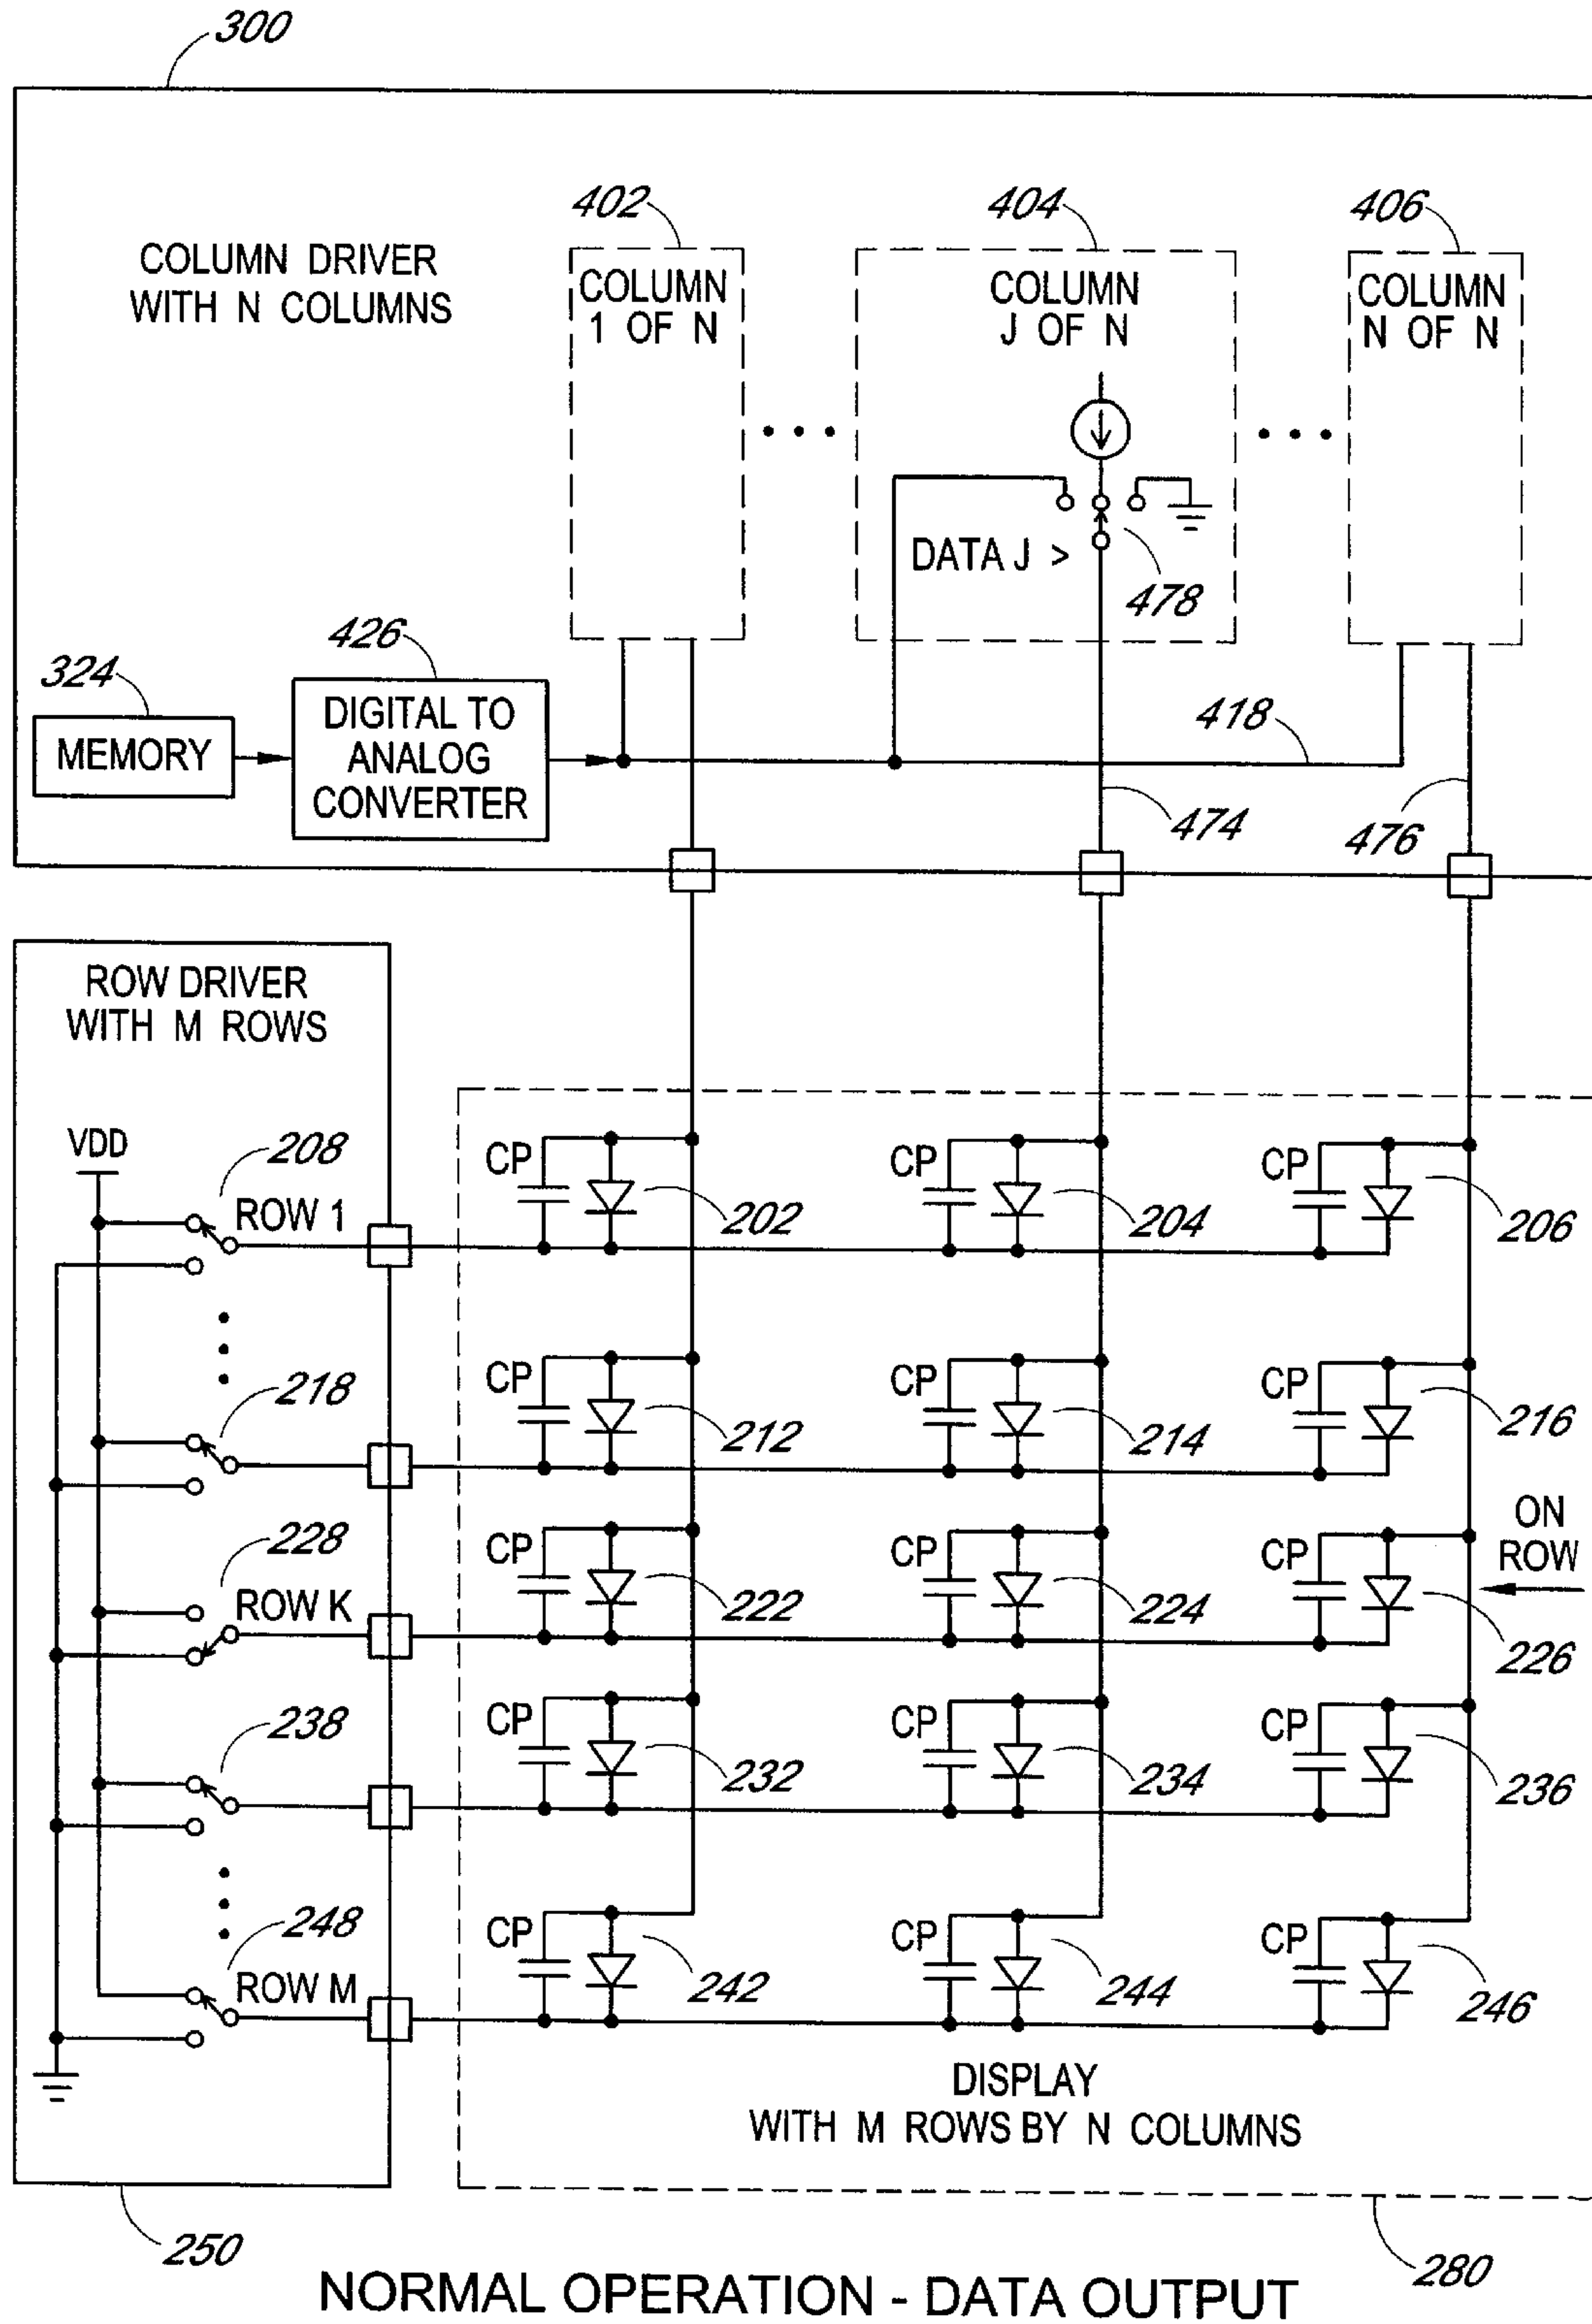 300
402
404
406
COLUMN DRIVER
WITH N COLUMNS
COLUMN
1 OF N
COLUMN
J OF N
COLUMN
N OF N
DATA J >
478
426
324
MEMORY
DIGITAL TO
ANALOG
CONVERTER
418
474
476
ROW DRIVER
WITH M ROWS
VDD
208
ROW 1
CP
202
CP
204
CP
206
218
CP
212
CP
214
CP
216
ON
ROW
228
ROW K
CP
222
CP
224
CP
226
238
CP
232
CP
234
CP
236
248
ROW M
CP
242
CP
244
CP
246
DISPLAY
WITH M ROWS BY N COLUMNS
250
280
NORMAL OPERATION - DATA OUTPUT